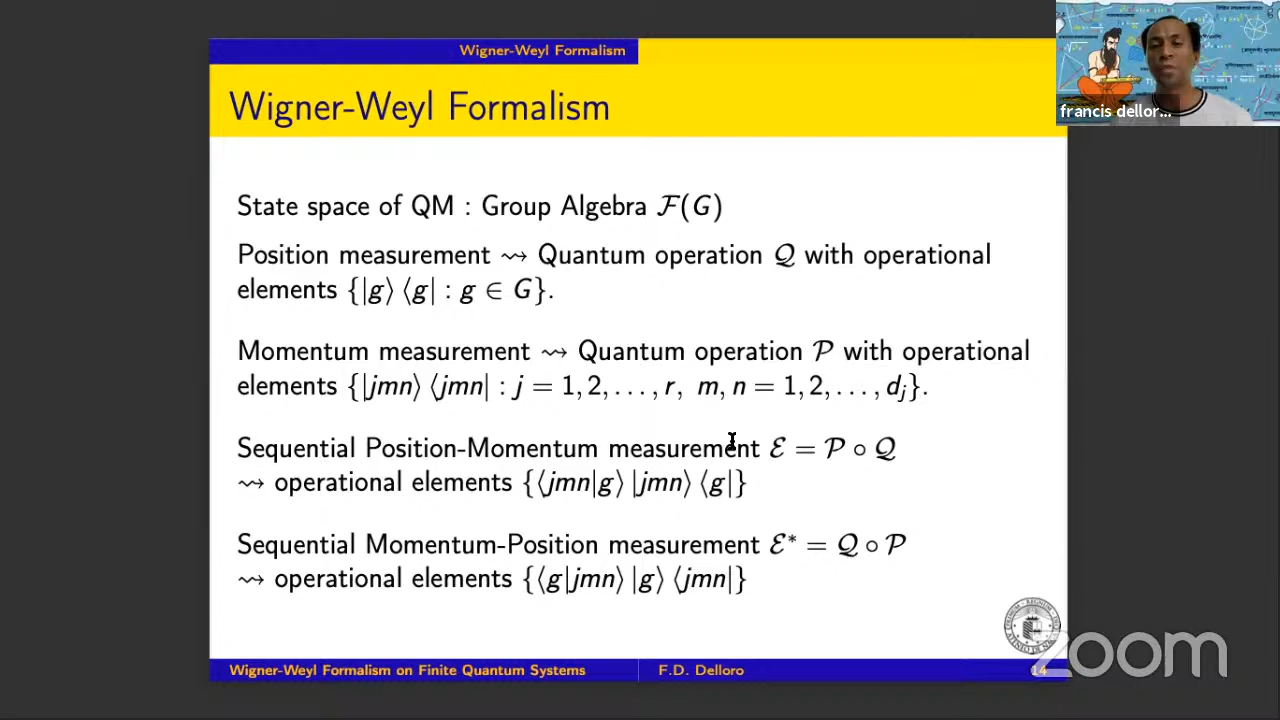 Wigner-Weyl Formalism
Wigner-Weyl Formalism
State space of QM : Group Algebra ℱ(G)
Position measurement ⇝ Quantum operation 𝒬 with operational
elements {|g⟩ ⟨g| : g ∈ G}.
Momentum measurement ⇝ Quantum operation 𝒫 with operational
elements {|jmn⟩ ⟨jmn| : j = 1, 2, . . . , r, m, n = 1, 2, . . . , dⱼ}.
Sequential Position-Momentum measurement ℰ = 𝒫 ∘ 𝒬
⇝ operational elements {⟨jmn|g⟩ |jmn⟩ ⟨g|}
Sequential Momentum-Position measurement ℰ* = 𝒬 ∘ 𝒫
⇝ operational elements {⟨g|jmn⟩ |g⟩ ⟨jmn|}
Wigner-Weyl Formalism on Finite Quantum Systems
F.D. Delloro
14
francis dellor...
zoom